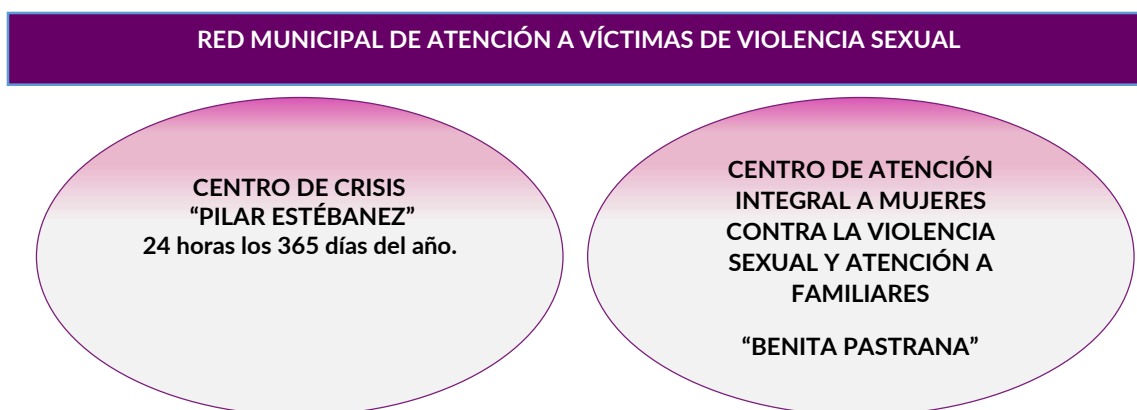 RED MUNICIPAL DE ATENCIÓN A VÍCTIMAS DE VIOLENCIA SEXUAL
CENTRO DE CRISIS
“PILAR ESTÉBANEZ”
24 horas los 365 días del año.
CENTRO DE ATENCIÓN
INTEGRAL A MUJERES
CONTRA LA VIOLENCIA
SEXUAL Y ATENCIÓN A
FAMILIARES
“BENITA PASTRANA”